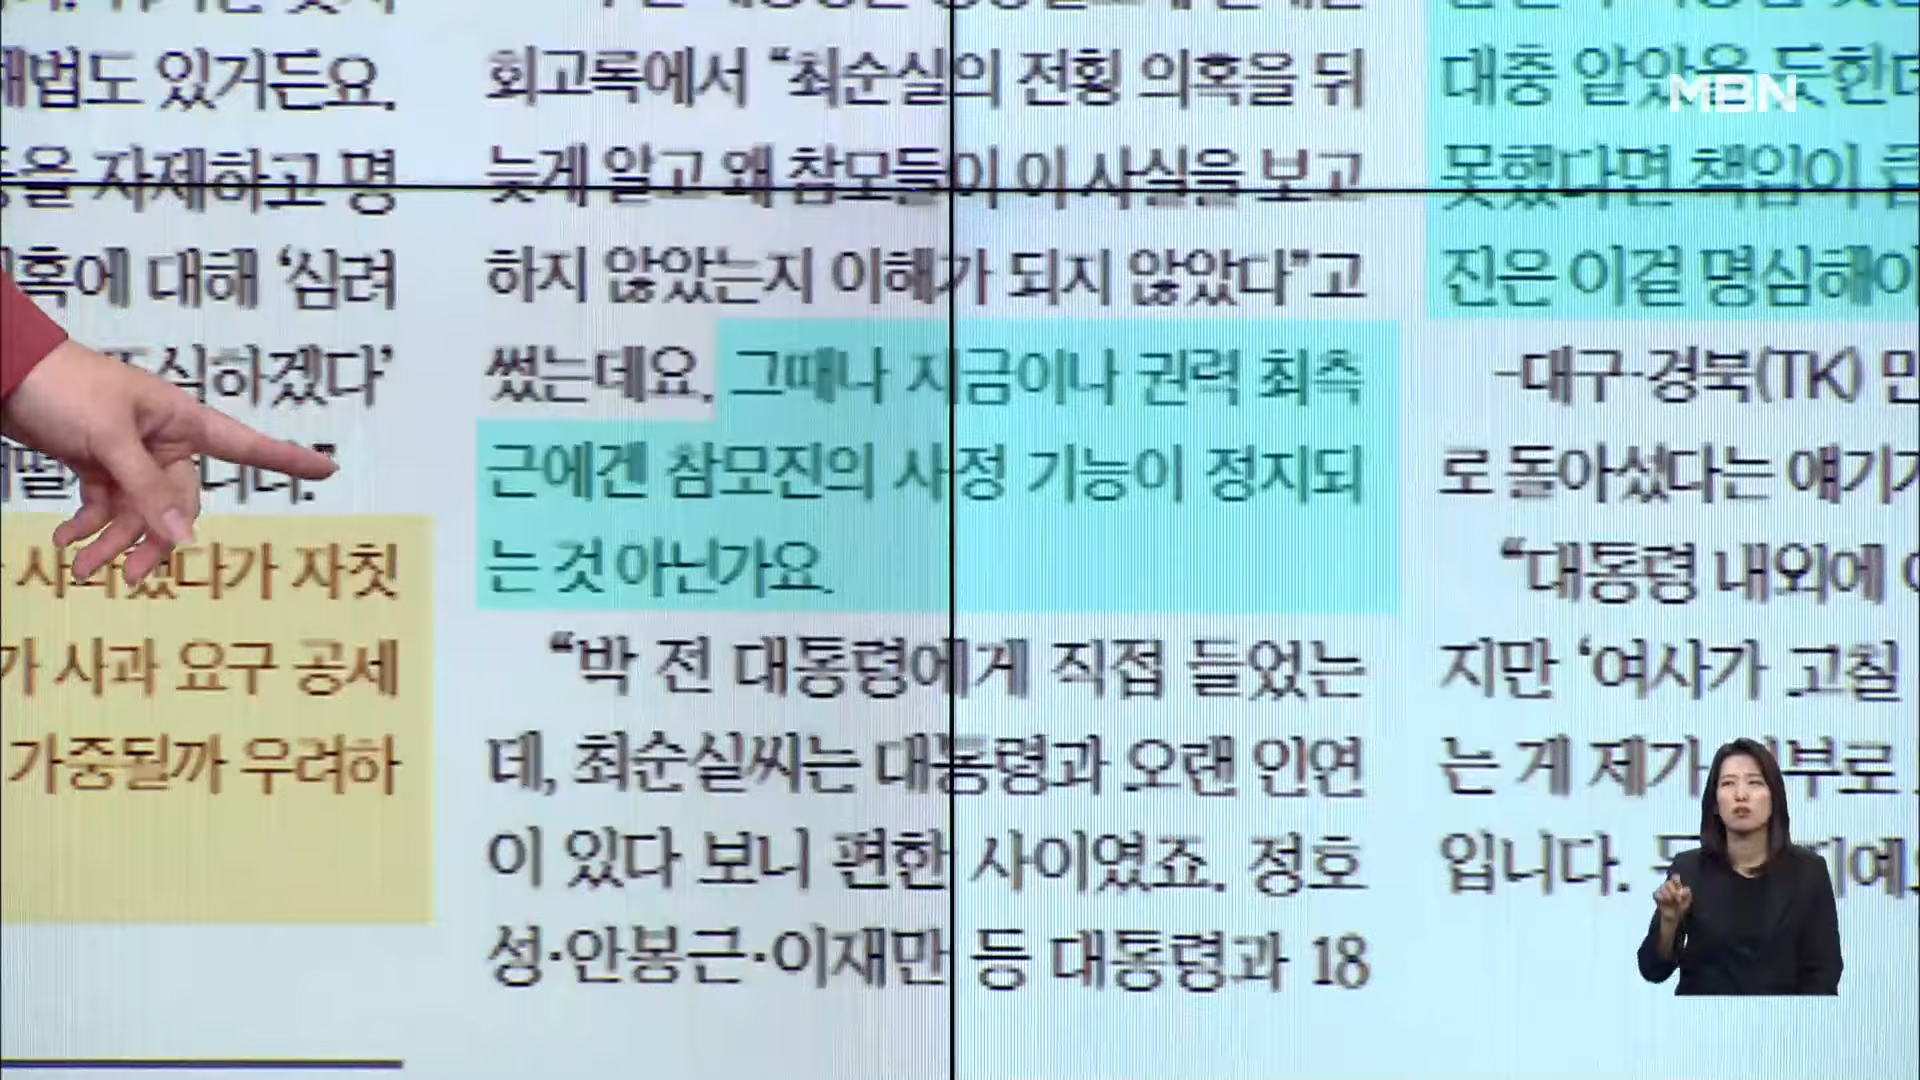 해법도 있거든요.
을 자제하고 명
의혹에 대해 ‘심려
식하겠다’
사과했다가 자칫
가 사과 요구 공세
가중될까 우려하
회고록에서 “최순실의 전횡 의혹을 뒤
늦게 알고 왜 참모들이 이 사실을 보고
하지 않았는지 이해가 되지 않았다”고
썼는데요. 그때나 지금이나 권력 최측
근에겐 참모진의 사정 기능이 정지되
는 것 아닌가요.
“박 전 대통령에게 직접 들었는
데, 최순실씨는 대통령과 오랜 인연
이 있다 보니 편한 사이였죠. 정호
성·안봉근·이재만 등 대통령과 18
MBN
대충 알았을 듯한데
못했다면 책임이
진은 이걸 명심해야
-대구·경북(TK) 민
로 돌아섰다는 얘기가
“대통령 내외에
지만 ‘여사가 고칠
는 게 제가 부로
입니다.